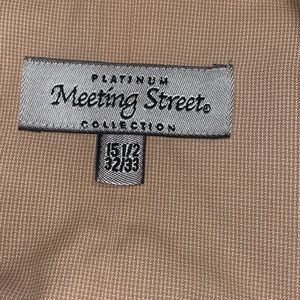 PLATINUM
Meeting Street®
COLLECTION
15 1/2
32/33